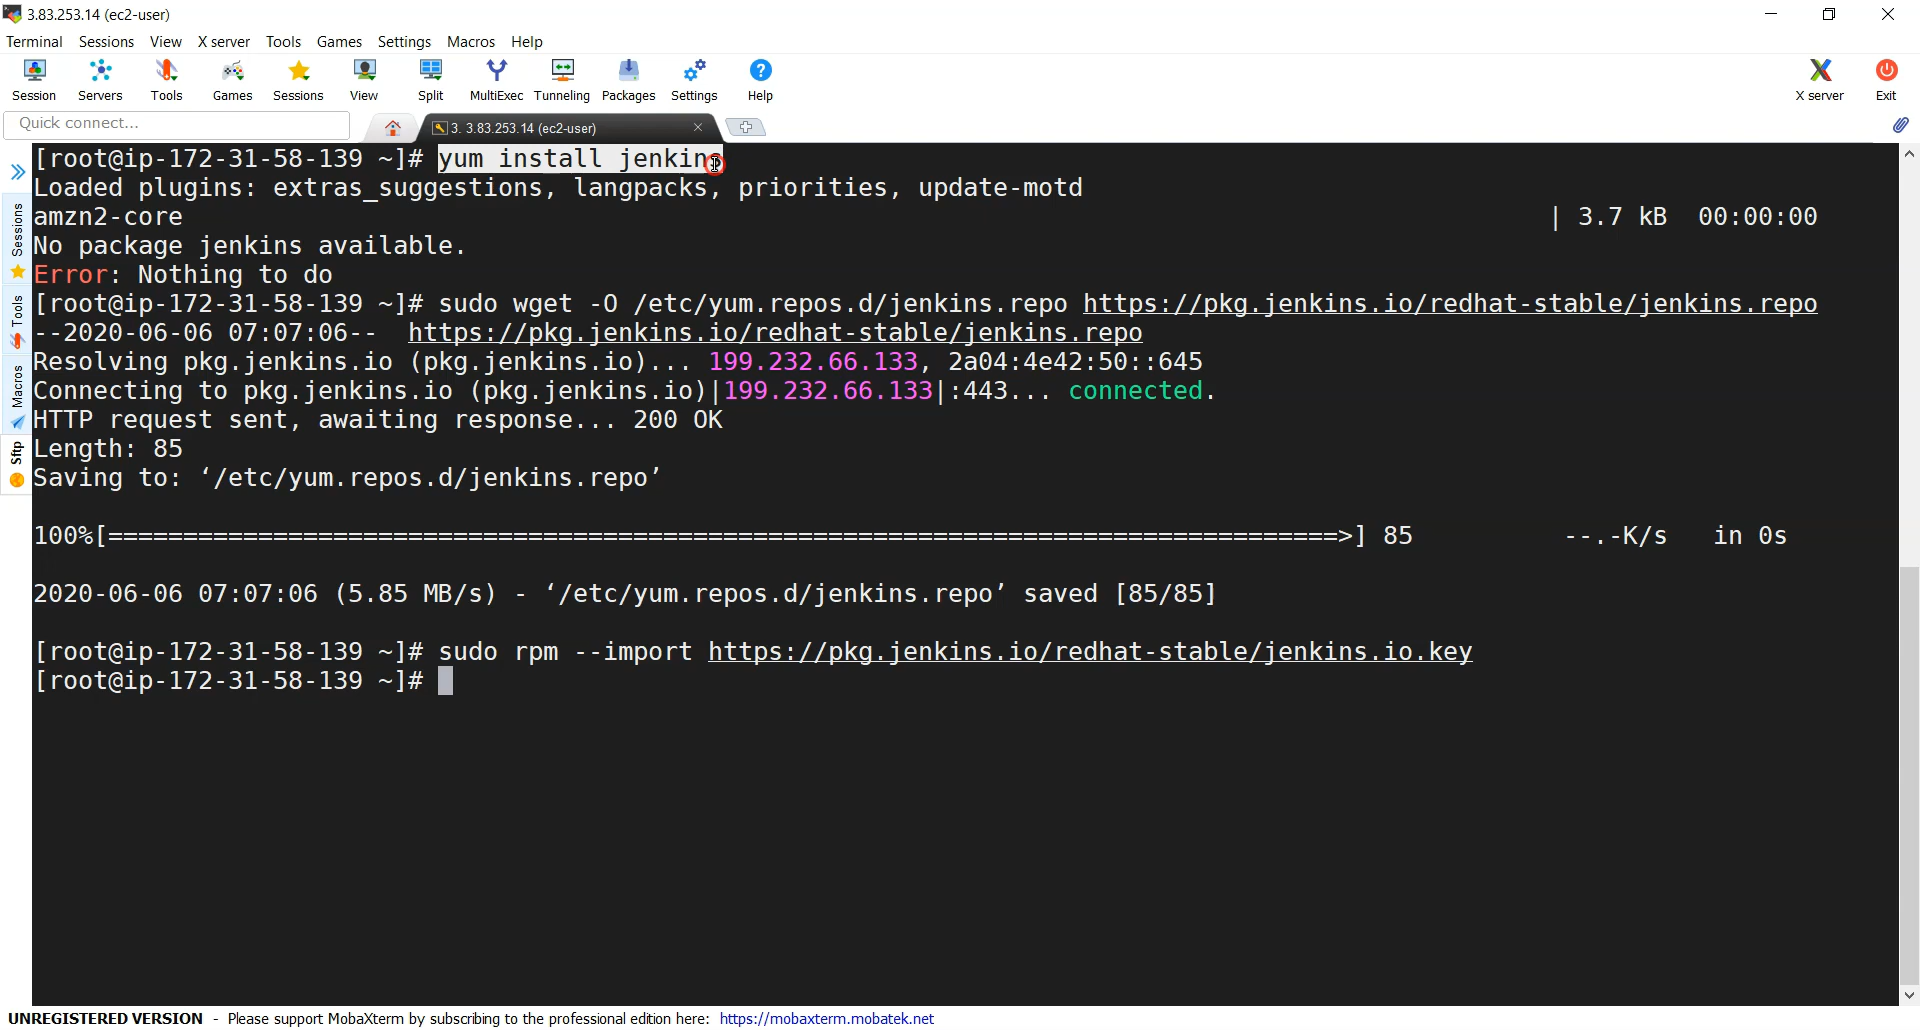 3.83.253.14 (ec2-user)
Terminal Sessions View X server Tools Games Settings Macros Help
Session Servers Tools Games Sessions View Split MultiExec Tunneling Packages Settings Help X server Exit
Quick connect... 3. 3.83.253.14 (ec2-user)
Sessions
Tools
Macros
Sftp
[root@ip-172-31-58-139 ~]# yum install jenkins
Loaded plugins: extras_suggestions, langpacks, priorities, update-motd
amzn2-core | 3.7 kB 00:00:00
No package jenkins available.
Error: Nothing to do
[root@ip-172-31-58-139 ~]# sudo wget -O /etc/yum.repos.d/jenkins.repo https://pkg.jenkins.io/redhat-stable/jenkins.repo
--2020-06-06 07:07:06-- https://pkg.jenkins.io/redhat-stable/jenkins.repo
Resolving pkg.jenkins.io (pkg.jenkins.io)... 199.232.66.133, 2a04:4e42:50::645
Connecting to pkg.jenkins.io (pkg.jenkins.io)|199.232.66.133|:443... connected.
HTTP request sent, awaiting response... 200 OK
Length: 85
Saving to: ‘/etc/yum.repos.d/jenkins.repo’
100%[==================================================================================>] 85 --.-K/s in 0s
2020-06-06 07:07:06 (5.85 MB/s) - ‘/etc/yum.repos.d/jenkins.repo’ saved [85/85]
[root@ip-172-31-58-139 ~]# sudo rpm --import https://pkg.jenkins.io/redhat-stable/jenkins.io.key
[root@ip-172-31-58-139 ~]#
UNREGISTERED VERSION - Please support MobaXterm by subscribing to the professional edition here: https://mobaxterm.mobatek.net